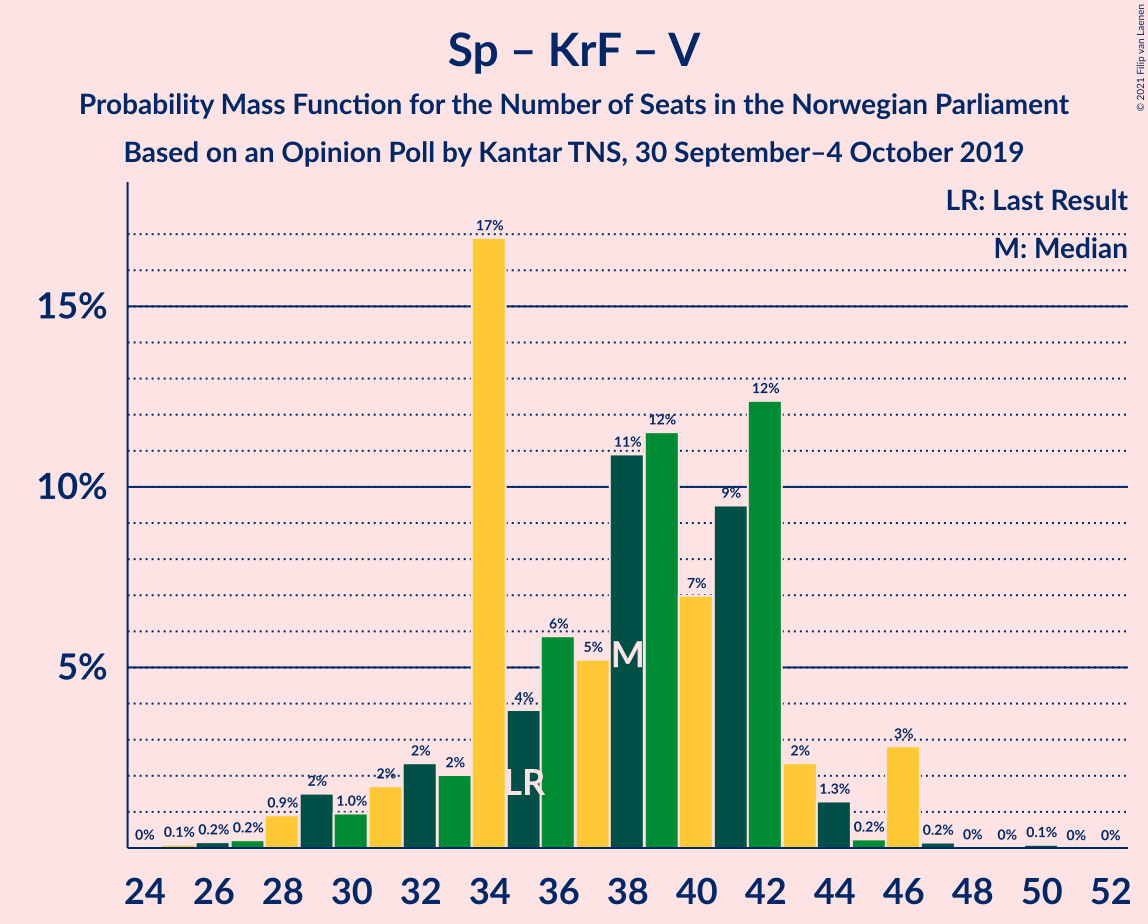 Sp – KrF – V
Probability Mass Function for the Number of Seats in the Norwegian Parliament
Based on an Opinion Poll by Kantar TNS, 30 September–4 October 2019
© 2021 Filip van Laenen
LR: Last Result
M: Median
15%
10%
5%
0% 0.1% 0.2% 0.2% 0.9% 2% 1.0% 2% 2% 2% 17% 4% 6% 5% 11% 12% 7% 9% 12% 2% 1.3% 0.2% 3% 0.2% 0% 0% 0.1% 0% 0%
M
LR
24 26 28 30 32 34 36 38 40 42 44 46 48 50 52